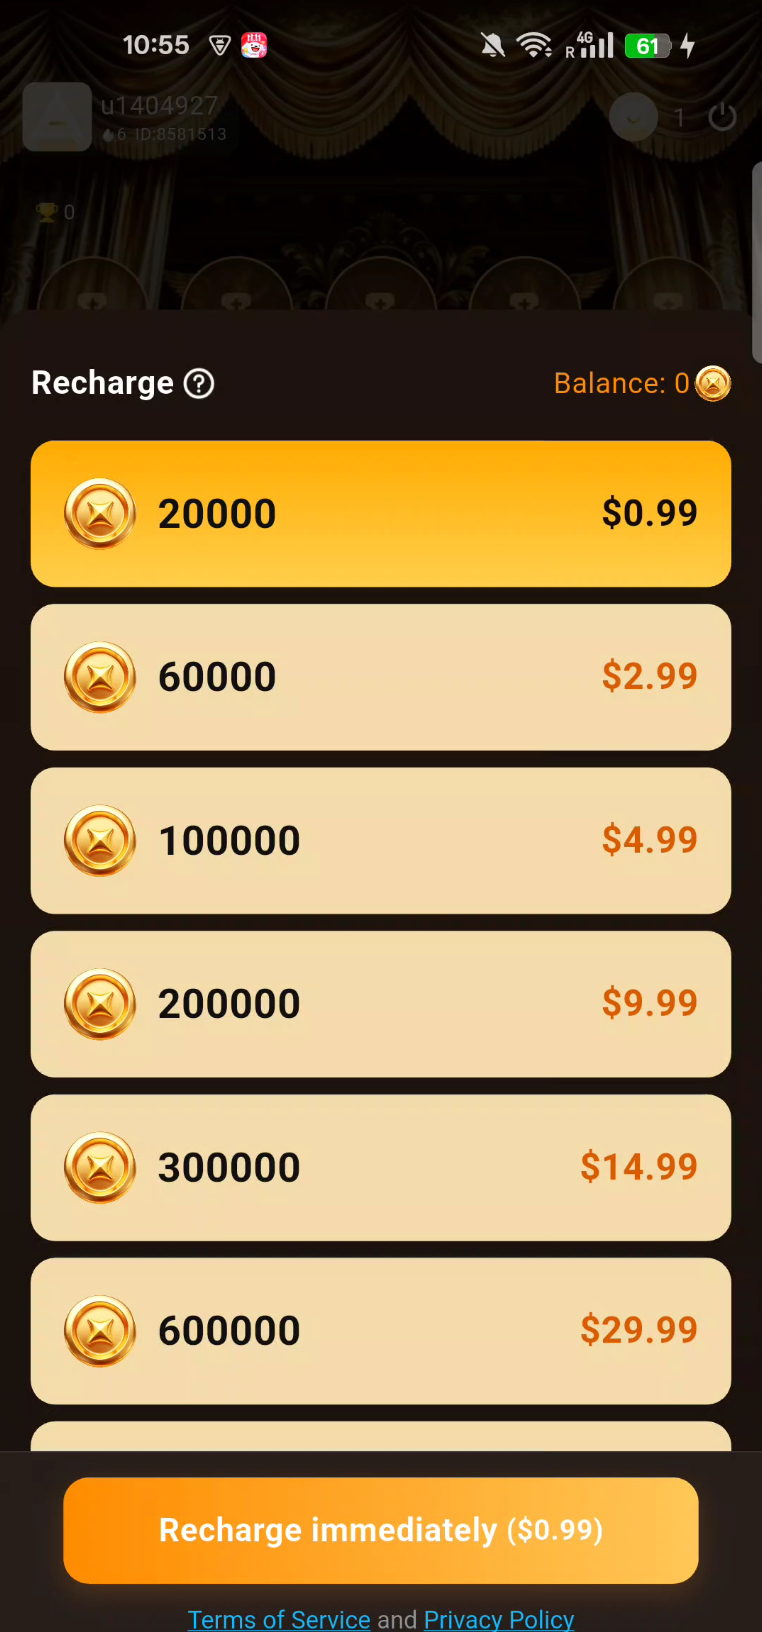 10:55
R 4G 61
u1404927
6 ID:8581513
1
0
Recharge ?
Balance: 0
20000 $0.99
60000 $2.99
100000 $4.99
200000 $9.99
300000 $14.99
600000 $29.99
Recharge immediately ($0.99)
Terms of Service and Privacy Policy